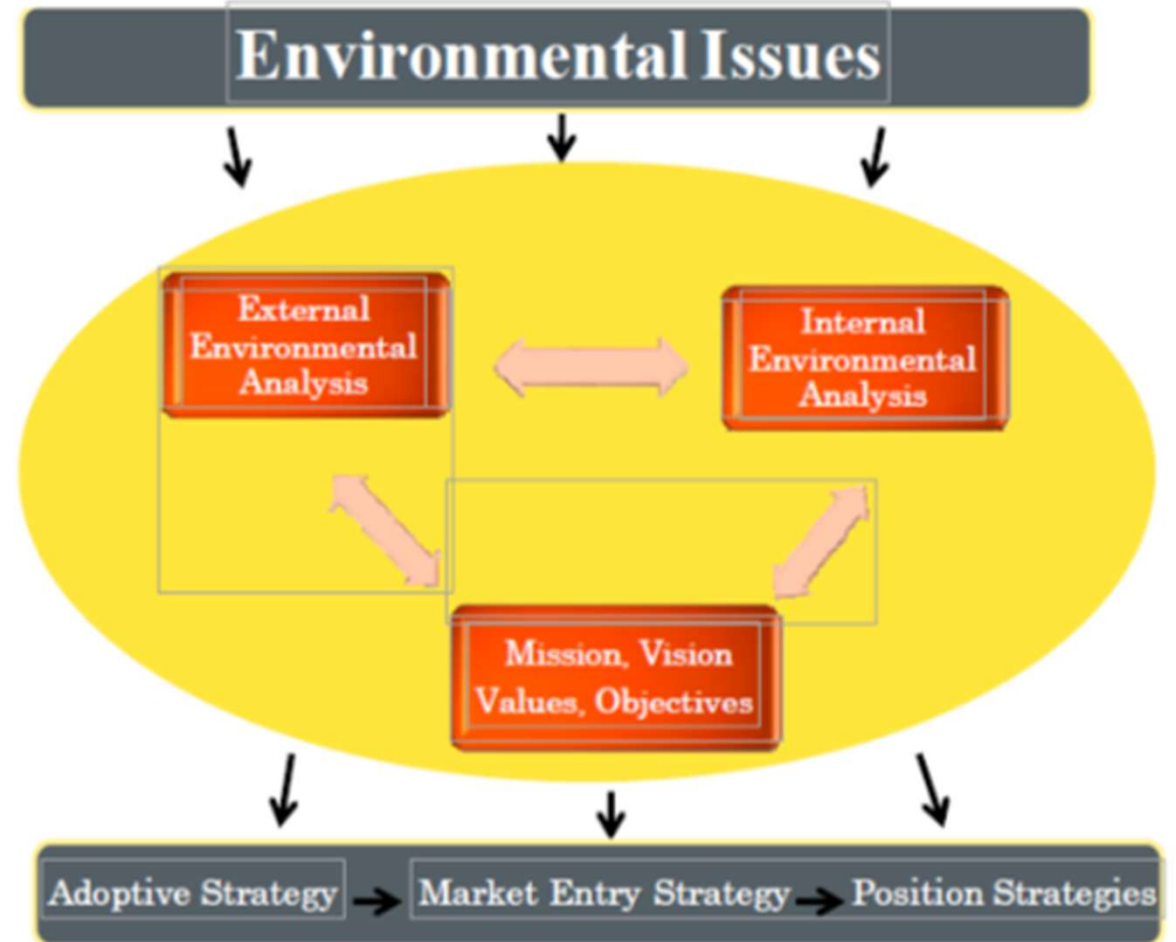 Environmental Issues
External
Environmental
Analysis
Internal
Environmental
Analysis
Mission, Vision
Values, Objectives
Adoptive Strategy
Market Entry Strategy
Position Strategies